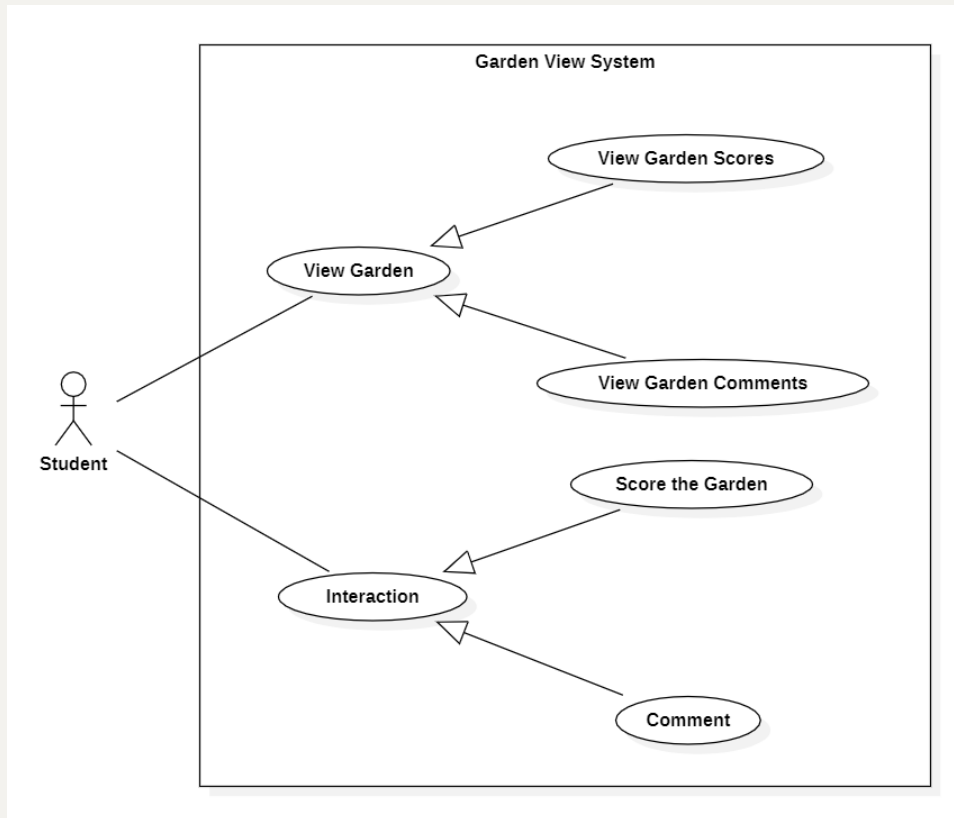 Garden View System
View Garden Scores
View Garden
View Garden Comments
Student
Score the Garden
Interaction
Comment